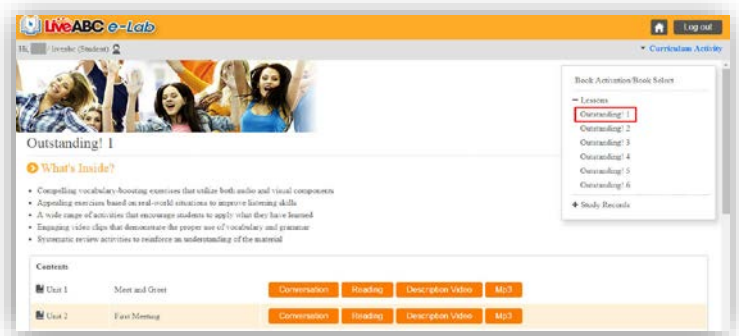 LiveABC e-Lab
Log out
Hi, / liveabc (Student)
Curriculum Activity
Book Activation/Book Select
Lessons
Outstanding! 1
Outstanding! 2
Outstanding! 3
Outstanding! 4
Outstanding! 5
Outstanding! 6
Study Records
Outstanding! 1
What's Inside?
• Compelling vocabulary-boosting exercises that utilize both audio and visual components
• Appealing exercises based on real-world situations to improve listening skills
• A wide range of activities that encourage students to apply what they have learned
• Engaging video clips that demonstrate the proper use of vocabulary and grammar
• Systematic review activities to reinforce an understanding of the material
Contents
Unit 1 Meet and Greet Conversation Reading Description Video Mp3
Unit 2 Fast Meeting Conversation Reading Description Video Mp3